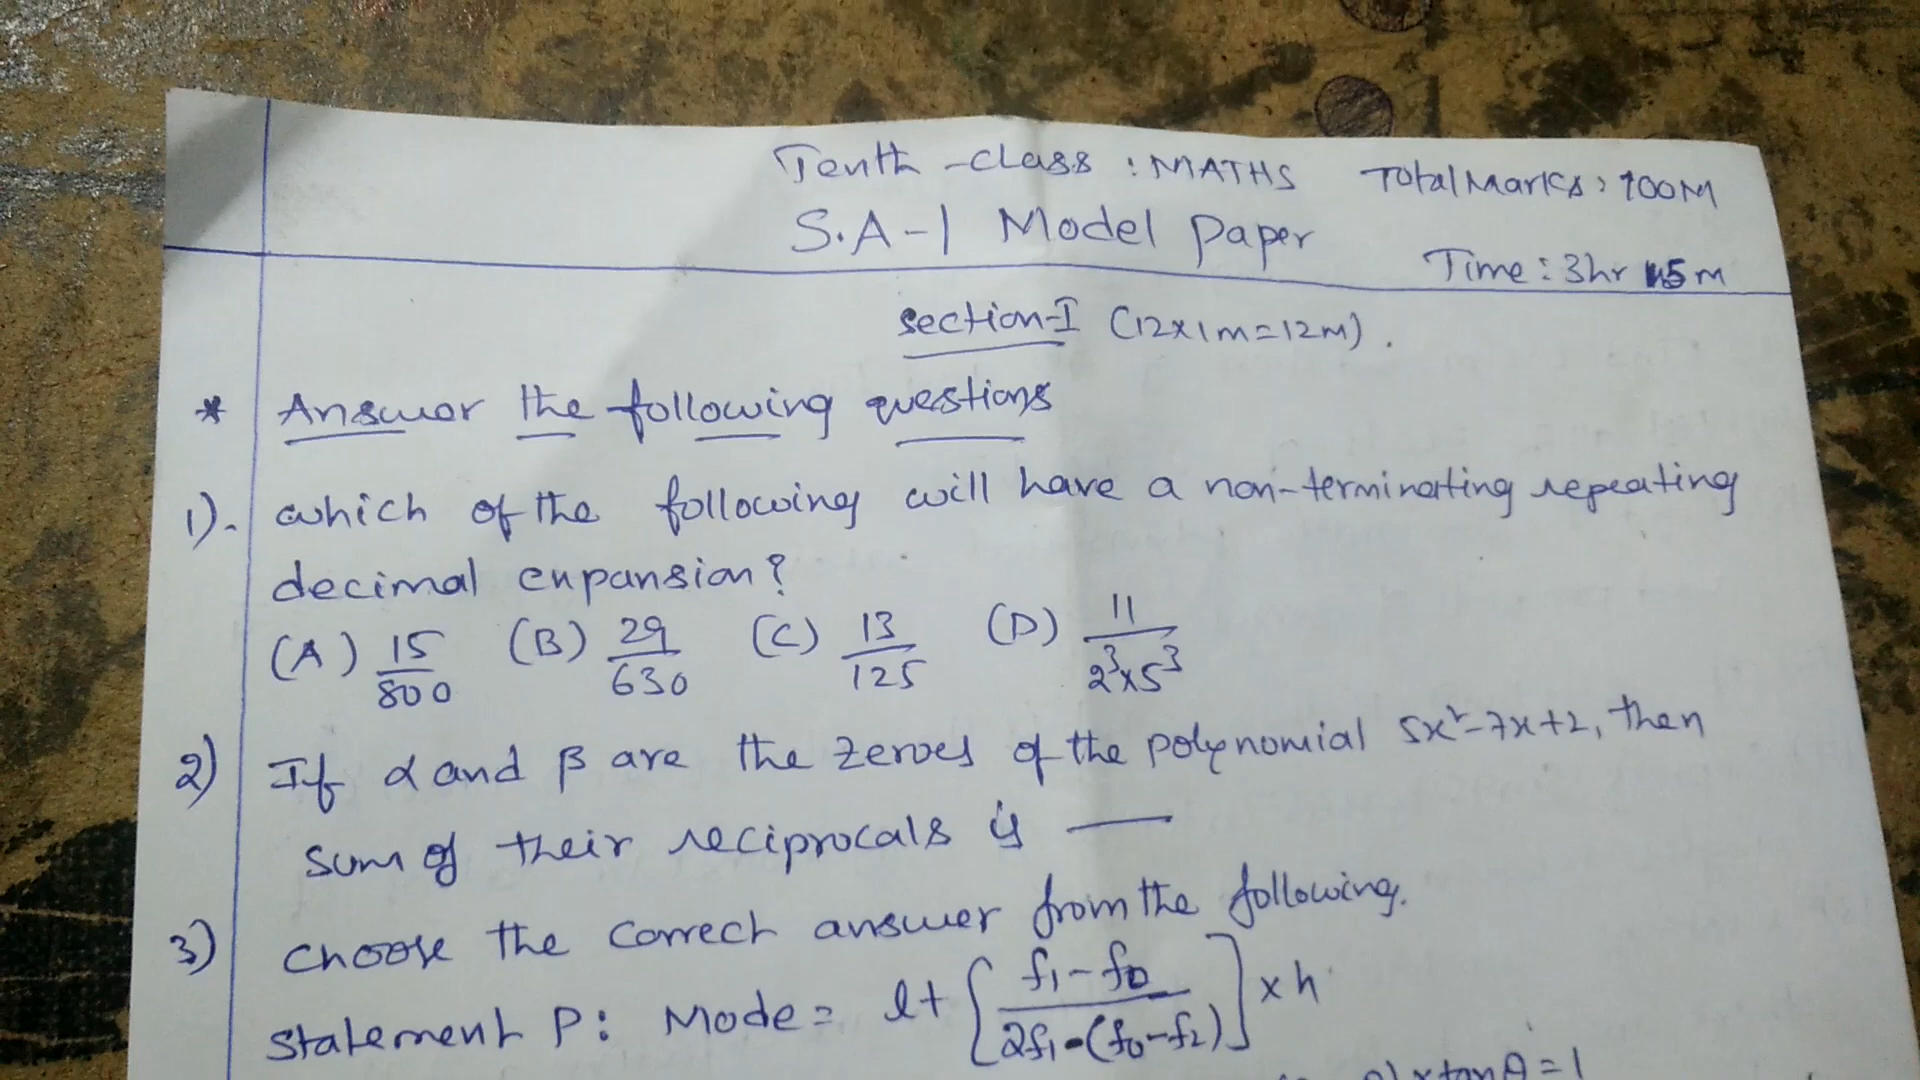 Tenth -class : MATHS Total Marks : 100M
S.A-1 Model paper
Time : 3hr 15m
section-I (12x1m=12m).
* Answer the following questions
1). which of the following will have a non-terminating repeating
decimal expansion?
(A) 15/800 (B) 29/630 (C) 13/125 (D) 11/2³x5³
2) If α and β are the zeroes of the polynomial 5x²-7x+2, then
sum of their reciprocals is —
3) Choose the correct answer from the following.
Statement P: Mode = l+[f₁-f₀/2f₁-(f₀-f₂)]xh
x tanθ=1